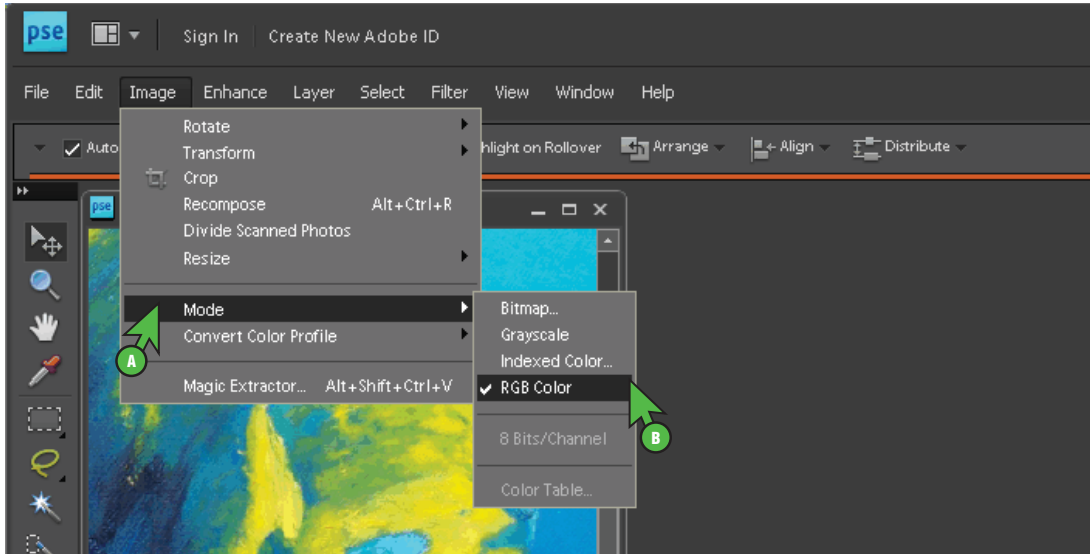 pse Sign In Create New Adobe ID
File Edit Image Enhance Layer Select Filter View Window Help
Auto hlight on Rollover Arrange Align Distribute
pse
Rotate
Transform
Crop
Recompose Alt+Ctrl+R
Divide Scanned Photos
Resize
Mode
Convert Color Profile
Magic Extractor... Alt+Shift+Ctrl+V
A
Bitmap...
Grayscale
Indexed Color...
RGB Color
8 Bits/Channel
Color Table...
B